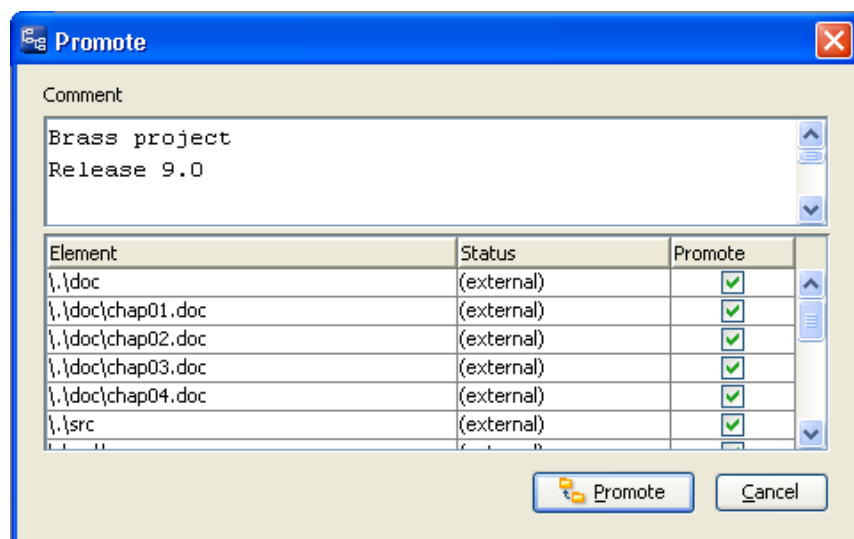 Promote
Comment
Brass project
Release 9.0
Element Status Promote
\.\doc (external)
\.\doc\chap01.doc (external)
\.\doc\chap02.doc (external)
\.\doc\chap03.doc (external)
\.\doc\chap04.doc (external)
\.\src (external)
Promote Cancel